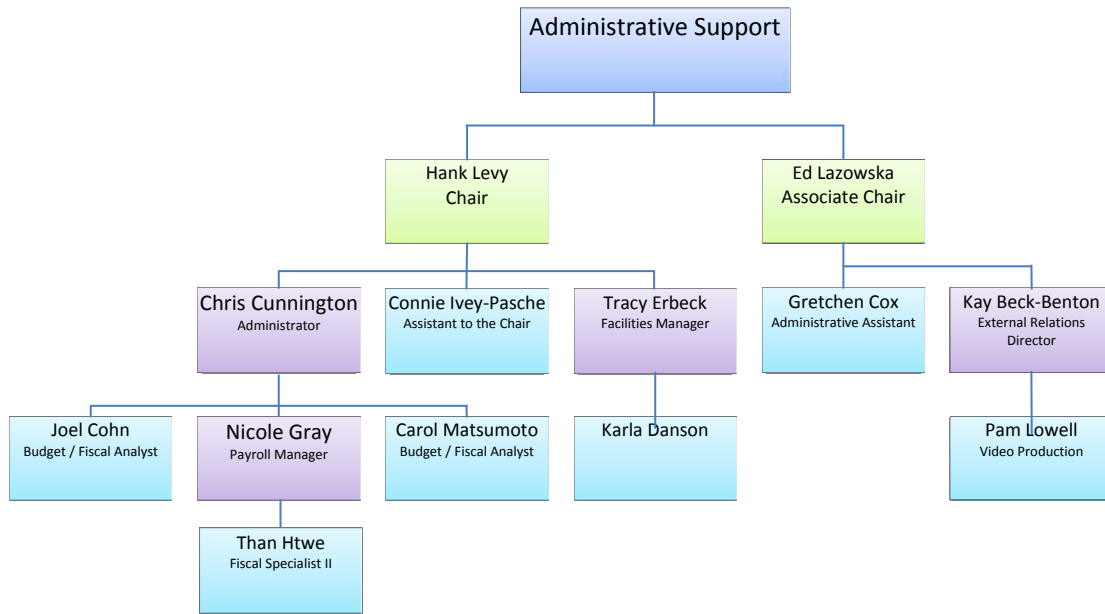 Administrative Support
Hank Levy
Chair
Ed Lazowska
Associate Chair
Chris Cunnington
Administrator
Connie Ivey-Pasche
Assistant to the Chair
Tracy Erbeck
Facilities Manager
Gretchen Cox
Administrative Assistant
Kay Beck-Benton
External Relations
Director
Joel Cohn
Budget / Fiscal Analyst
Nicole Gray
Payroll Manager
Carol Matsumoto
Budget / Fiscal Analyst
Karla Danson
Pam Lowell
Video Production
Than Htwe
Fiscal Specialist II